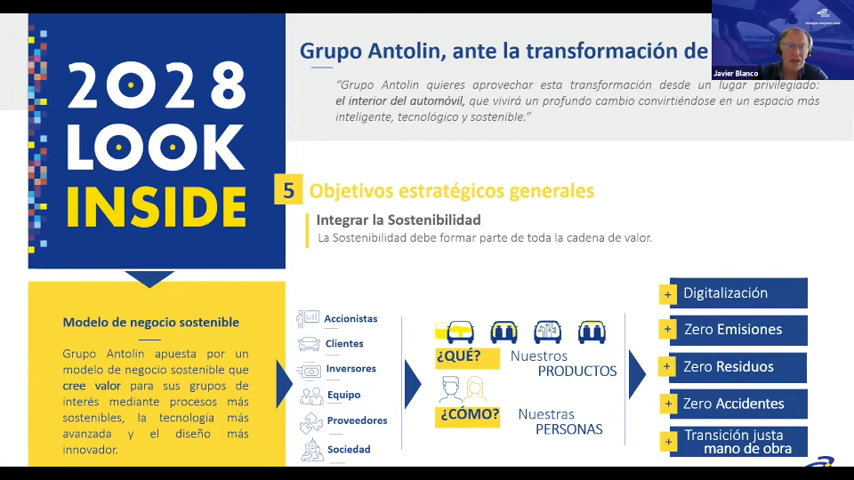 2028
LOOK
INSIDE
Grupo Antolin, ante la transformación de
Javier Blanco
“Grupo Antolin quieres aprovechar esta transformación desde un lugar privilegiado:
el interior del automóvil, que vivirá un profundo cambio convirtiéndose en un espacio más
inteligente, tecnológico y sostenible.”
5 Objetivos estratégicos generales
Integrar la Sostenibilidad
La Sostenibilidad debe formar parte de toda la cadena de valor.
Modelo de negocio sostenible
Grupo Antolin apuesta por un
modelo de negocio sostenible que
cree valor para sus grupos de
interés mediante procesos más
sostenibles, la tecnología más
avanzada y el diseño más
innovador.
Accionistas
Clientes
Inversores
Equipo
Proveedores
Sociedad
¿QUÉ? Nuestros
PRODUCTOS
¿CÓMO? Nuestras
PERSONAS
+ Digitalización
+ Zero Emisiones
+ Zero Residuos
+ Zero Accidentes
+ Transición justa
mano de obra